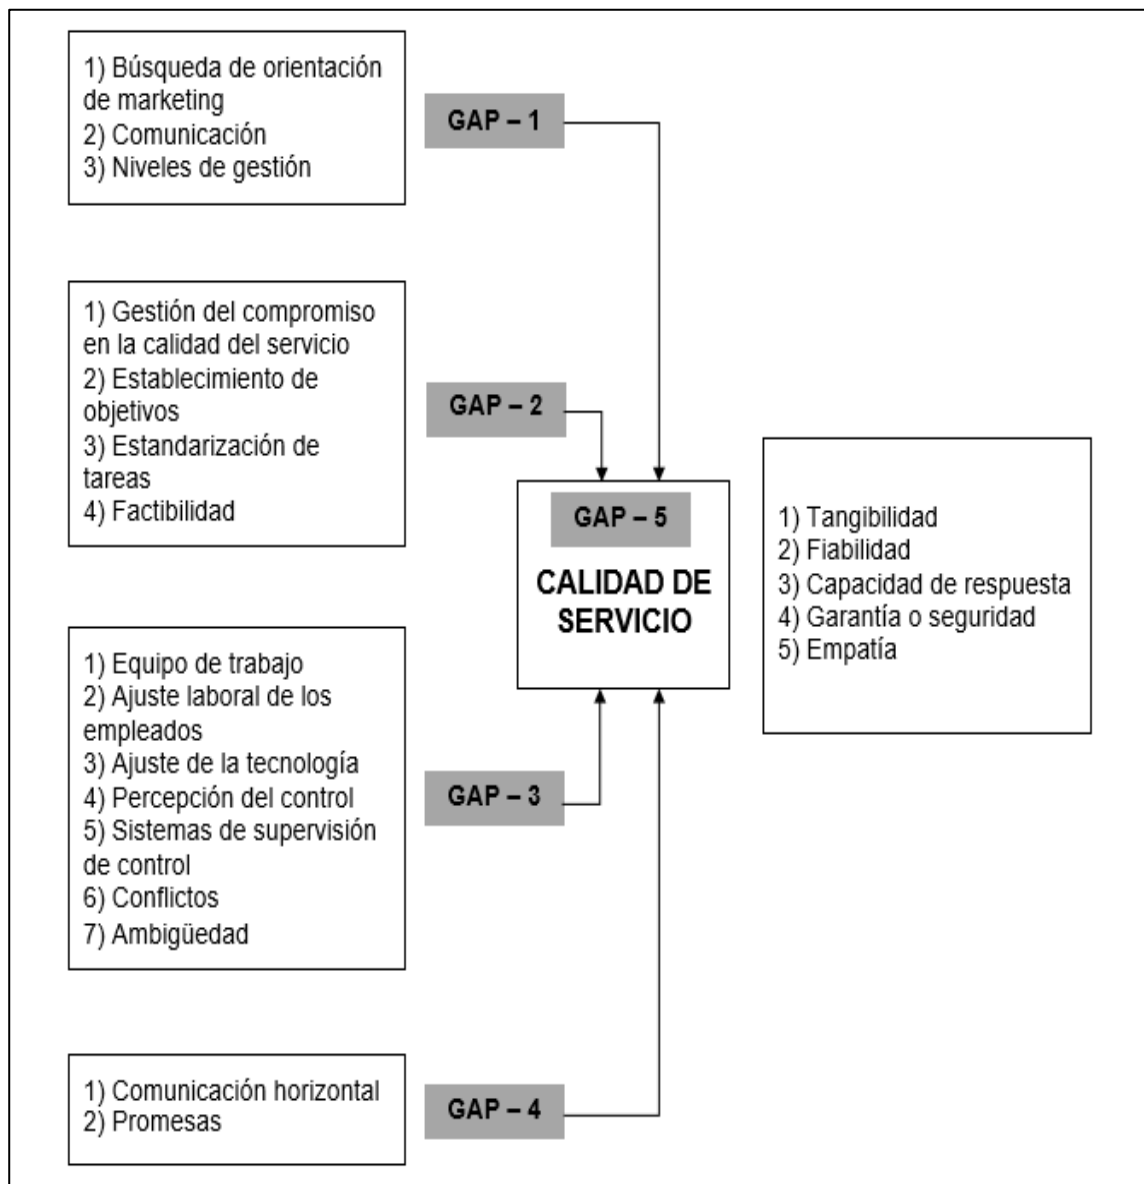 1) Búsqueda de orientación
de marketing
2) Comunicación
3) Niveles de gestión
GAP – 1
1) Gestión del compromiso
en la calidad del servicio
2) Establecimiento de
objetivos
3) Estandarización de
tareas
4) Factibilidad
GAP – 2
GAP – 5
CALIDAD DE
SERVICIO
1) Tangibilidad
2) Fiabilidad
3) Capacidad de respuesta
4) Garantía o seguridad
5) Empatía
1) Equipo de trabajo
2) Ajuste laboral de los
empleados
3) Ajuste de la tecnología
4) Percepción del control
5) Sistemas de supervisión
de control
6) Conflictos
7) Ambigüedad
GAP – 3
1) Comunicación horizontal
2) Promesas
GAP – 4